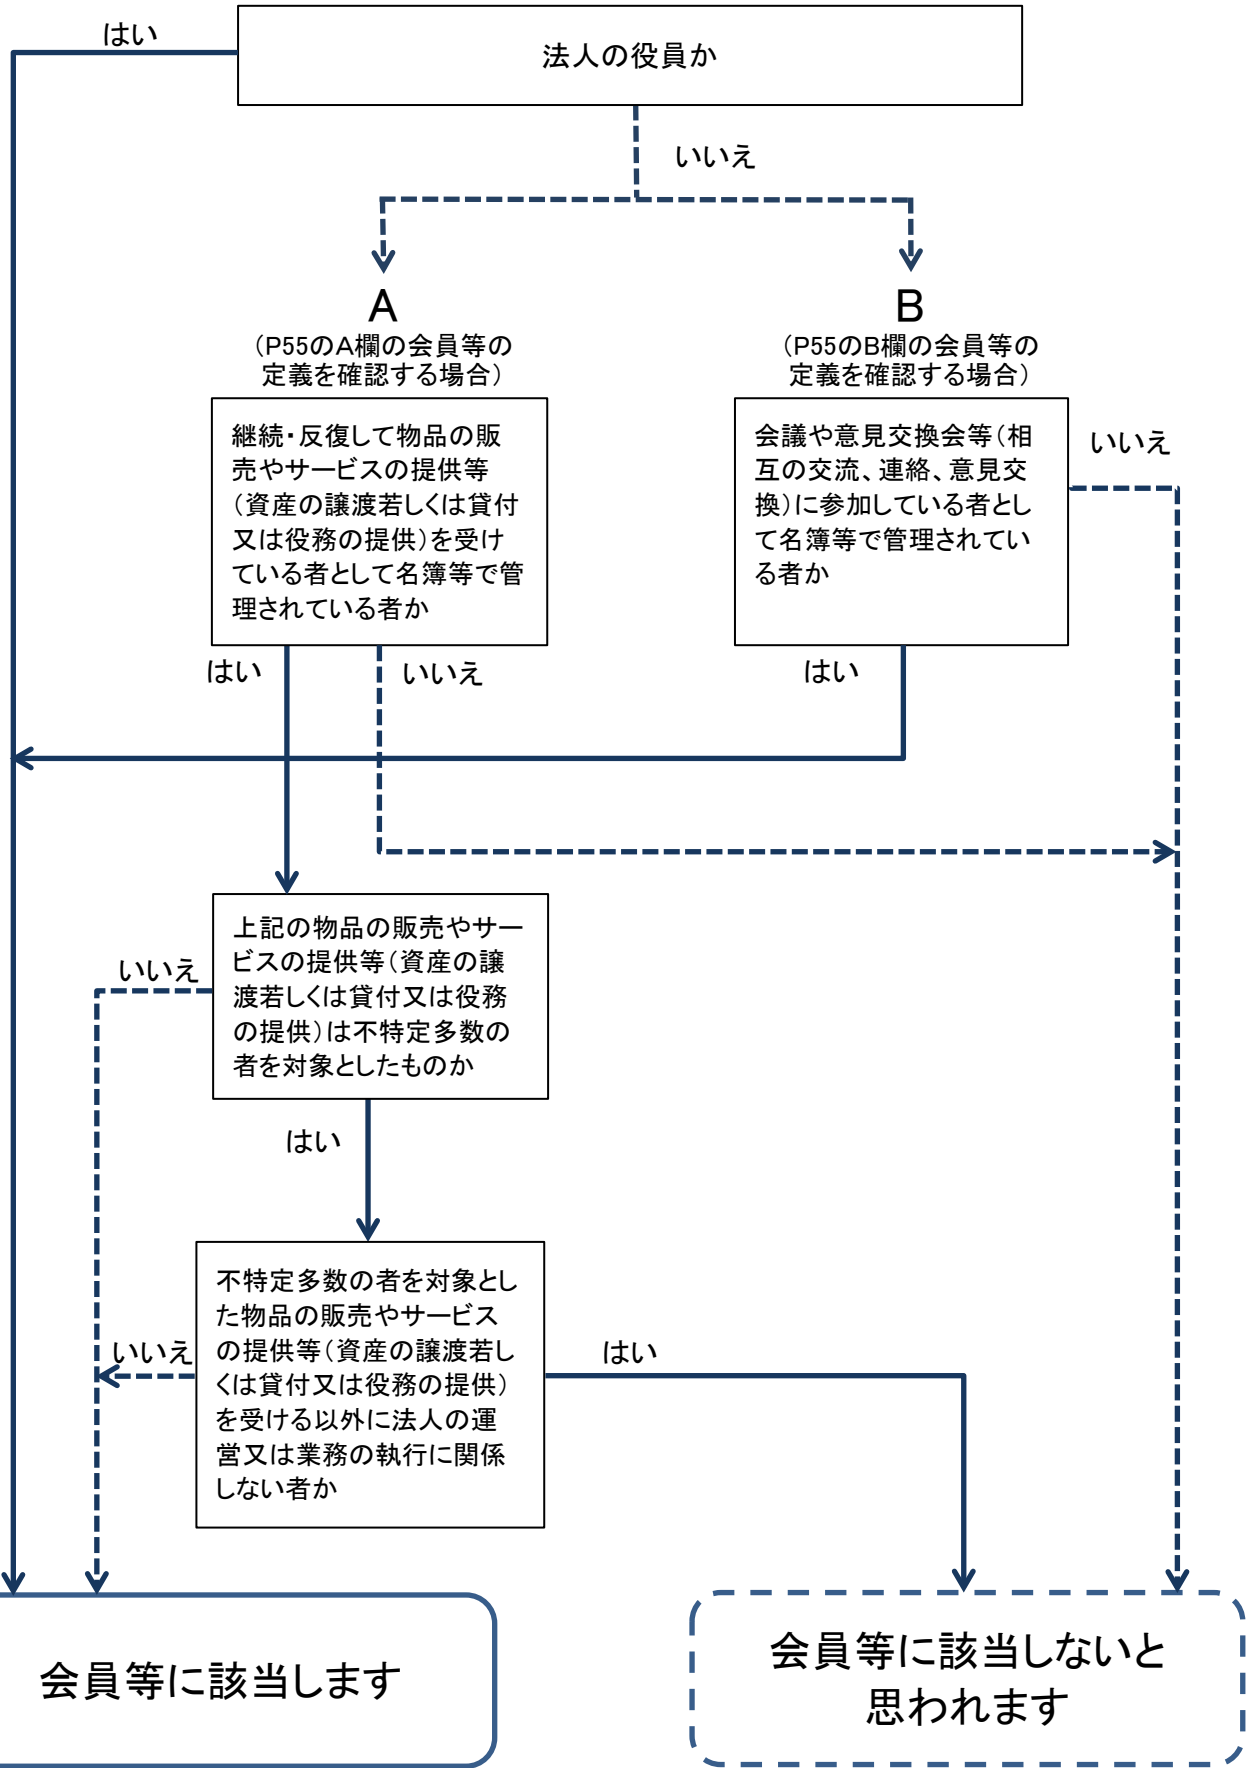 はい
法人の役員か
いいえ
A
（P55のA欄の会員等の
定義を確認する場合）
B
（P55のB欄の会員等の
定義を確認する場合）
継続・反復して物品の販
売やサービスの提供等
（資産の譲渡若しくは貸付
又は役務の提供）を受け
ている者として名簿等で管
理されている者か
会議や意見交換会等（相
互の交流、連絡、意見交
換）に参加している者とし
て名簿等で管理されてい
る者か
いいえ
はい
いいえ
はい
上記の物品の販売やサー
ビスの提供等（資産の譲
渡若しくは貸付又は役務
の提供）は不特定多数の
者を対象としたものか
いいえ
はい
不特定多数の者を対象とし
た物品の販売やサービス
の提供等（資産の譲渡若し
くは貸付又は役務の提供）
を受ける以外に法人の運
営又は業務の執行に関係
しない者か
いいえ
はい
会員等に該当します
会員等に該当しないと
思われます